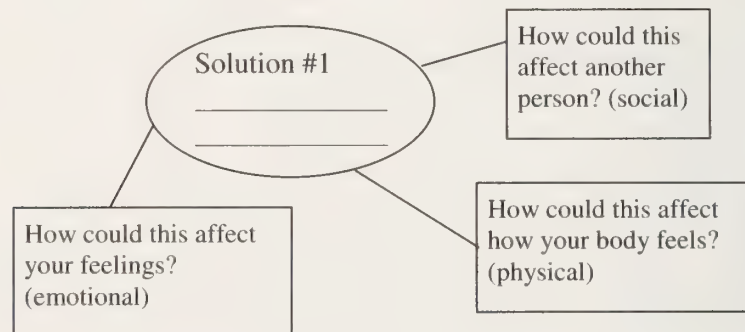 Solution #1
How could this
affect another
person? (social)
How could this affect
your feelings?
(emotional)
How could this affect
how your body feels?
(physical)